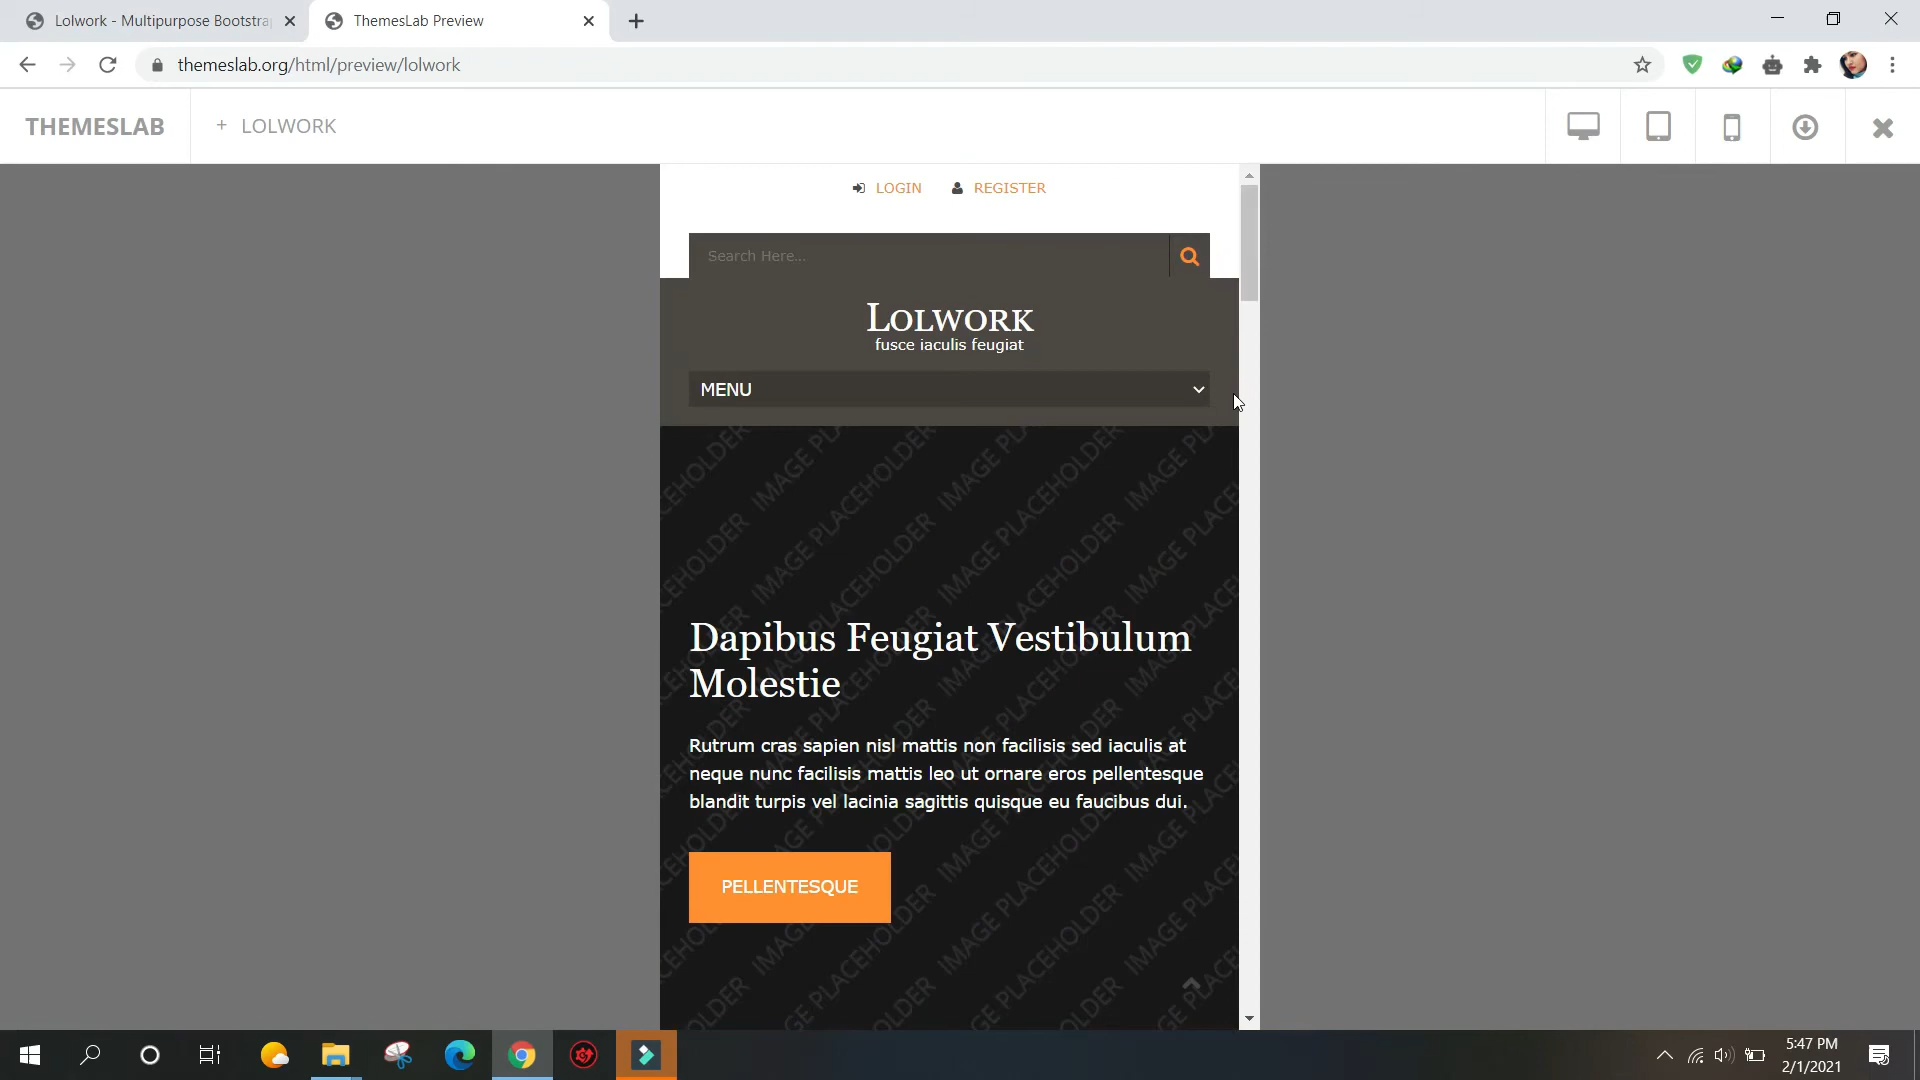 Lolwork - Multipurpose Bootstra
ThemesLab Preview
themeslab.org/html/preview/lolwork
THEMESLAB
+ LOLWORK
LOGIN
REGISTER
Search Here...
LOLWORK
fusce iaculis feugiat
MENU
IMAGE PLACEHOLDER
Dapibus Feugiat Vestibulum
Molestie
Rutrum cras sapien nisl mattis non facilisis sed iaculis at
neque nunc facilisis mattis leo ut ornare eros pellentesque
blandit turpis vel lacinia sagittis quisque eu faucibus dui.
PELLENTESQUE
5:47 PM
2/1/2021